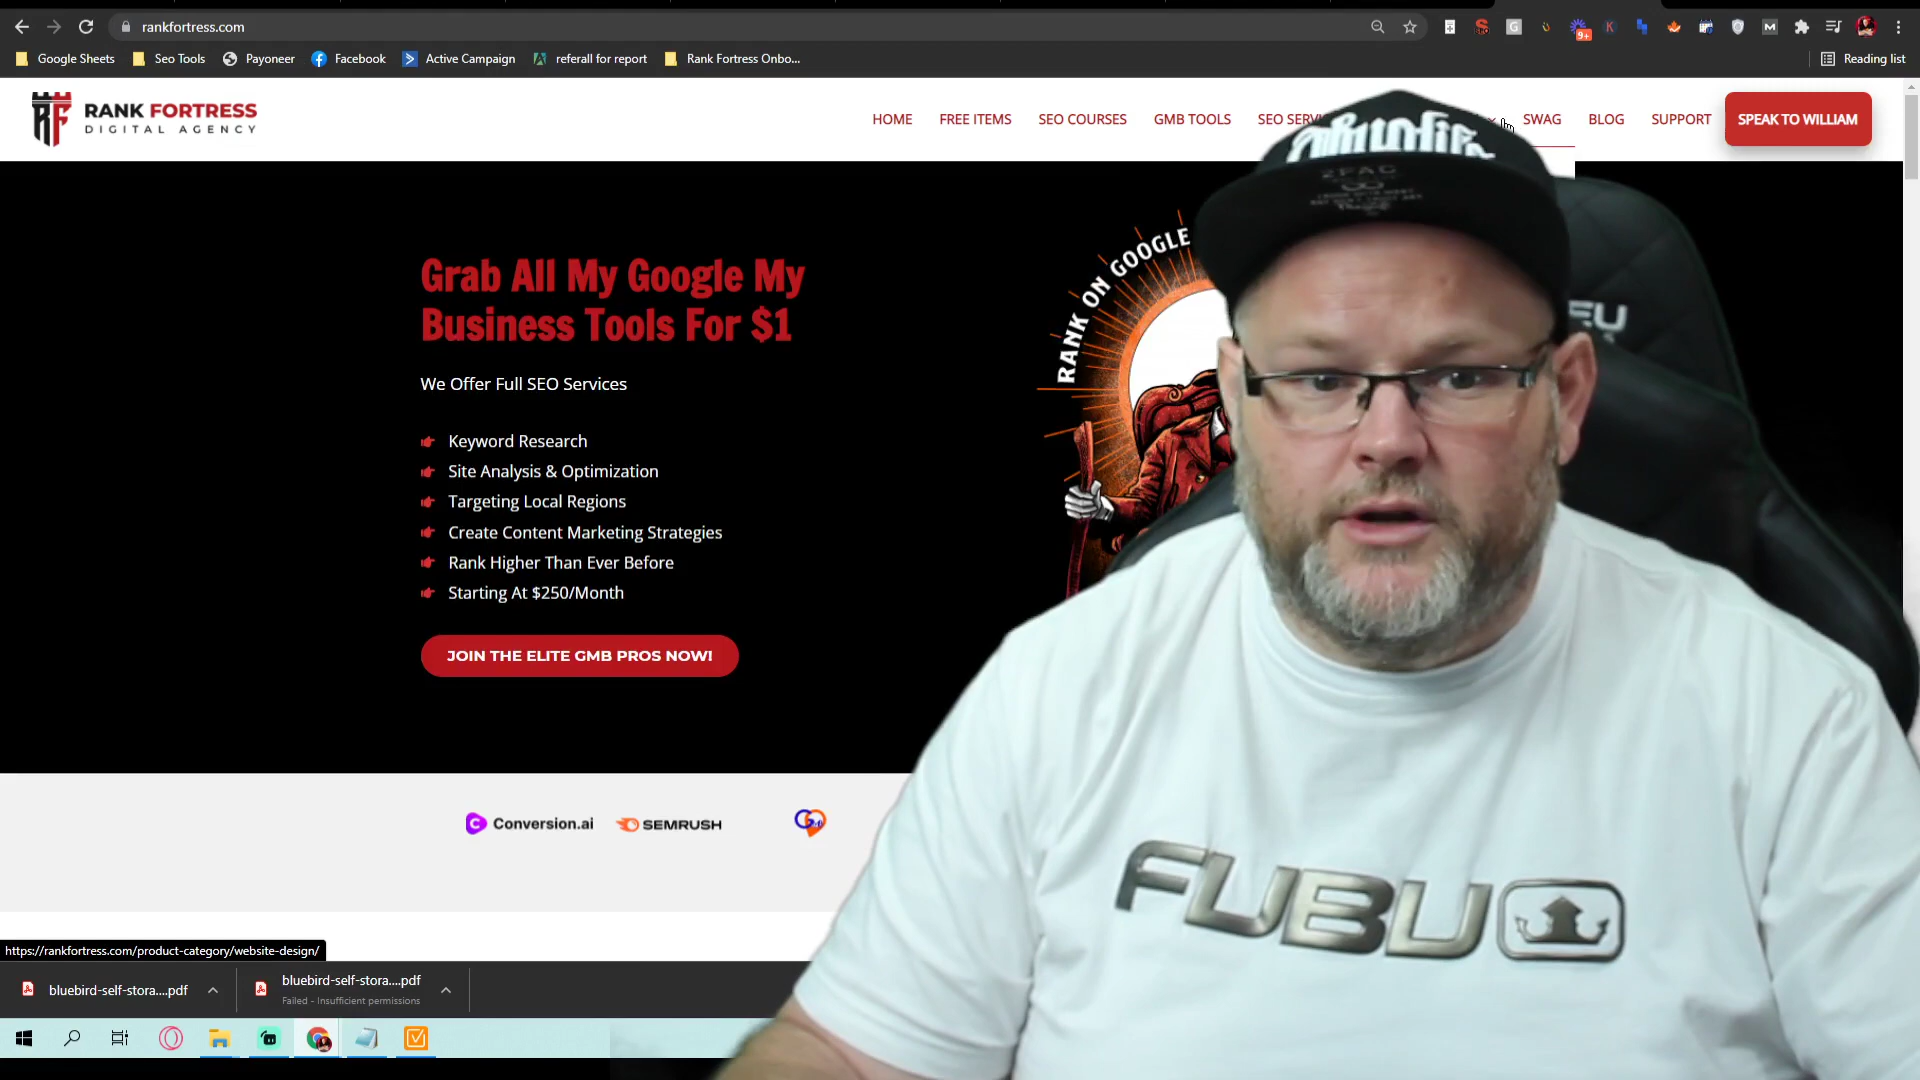 rankfortress.com
9+
Google Sheets Seo Tools Payoneer Facebook Active Campaign referall for report Rank Fortress Onbo... Reading list
RANK FORTRESS
DIGITAL AGENCY
HOME FREE ITEMS SEO COURSES GMB TOOLS SEO SERVI SWAG BLOG SUPPORT SPEAK TO WILLIAM
Grab All My Google My
Business Tools For $1
We Offer Full SEO Services
Keyword Research
Site Analysis & Optimization
Targeting Local Regions
Create Content Marketing Strategies
Rank Higher Than Ever Before
Starting At $250/Month
JOIN THE ELITE GMB PROS NOW!
RANK ON GOOGLE
2PAC
EU
FUBU
Conversion.ai SEMRUSH
https://rankfortress.com/product-category/website-design/
bluebird-self-stora....pdf
bluebird-self-stora....pdf
Failed - Insufficient permissions